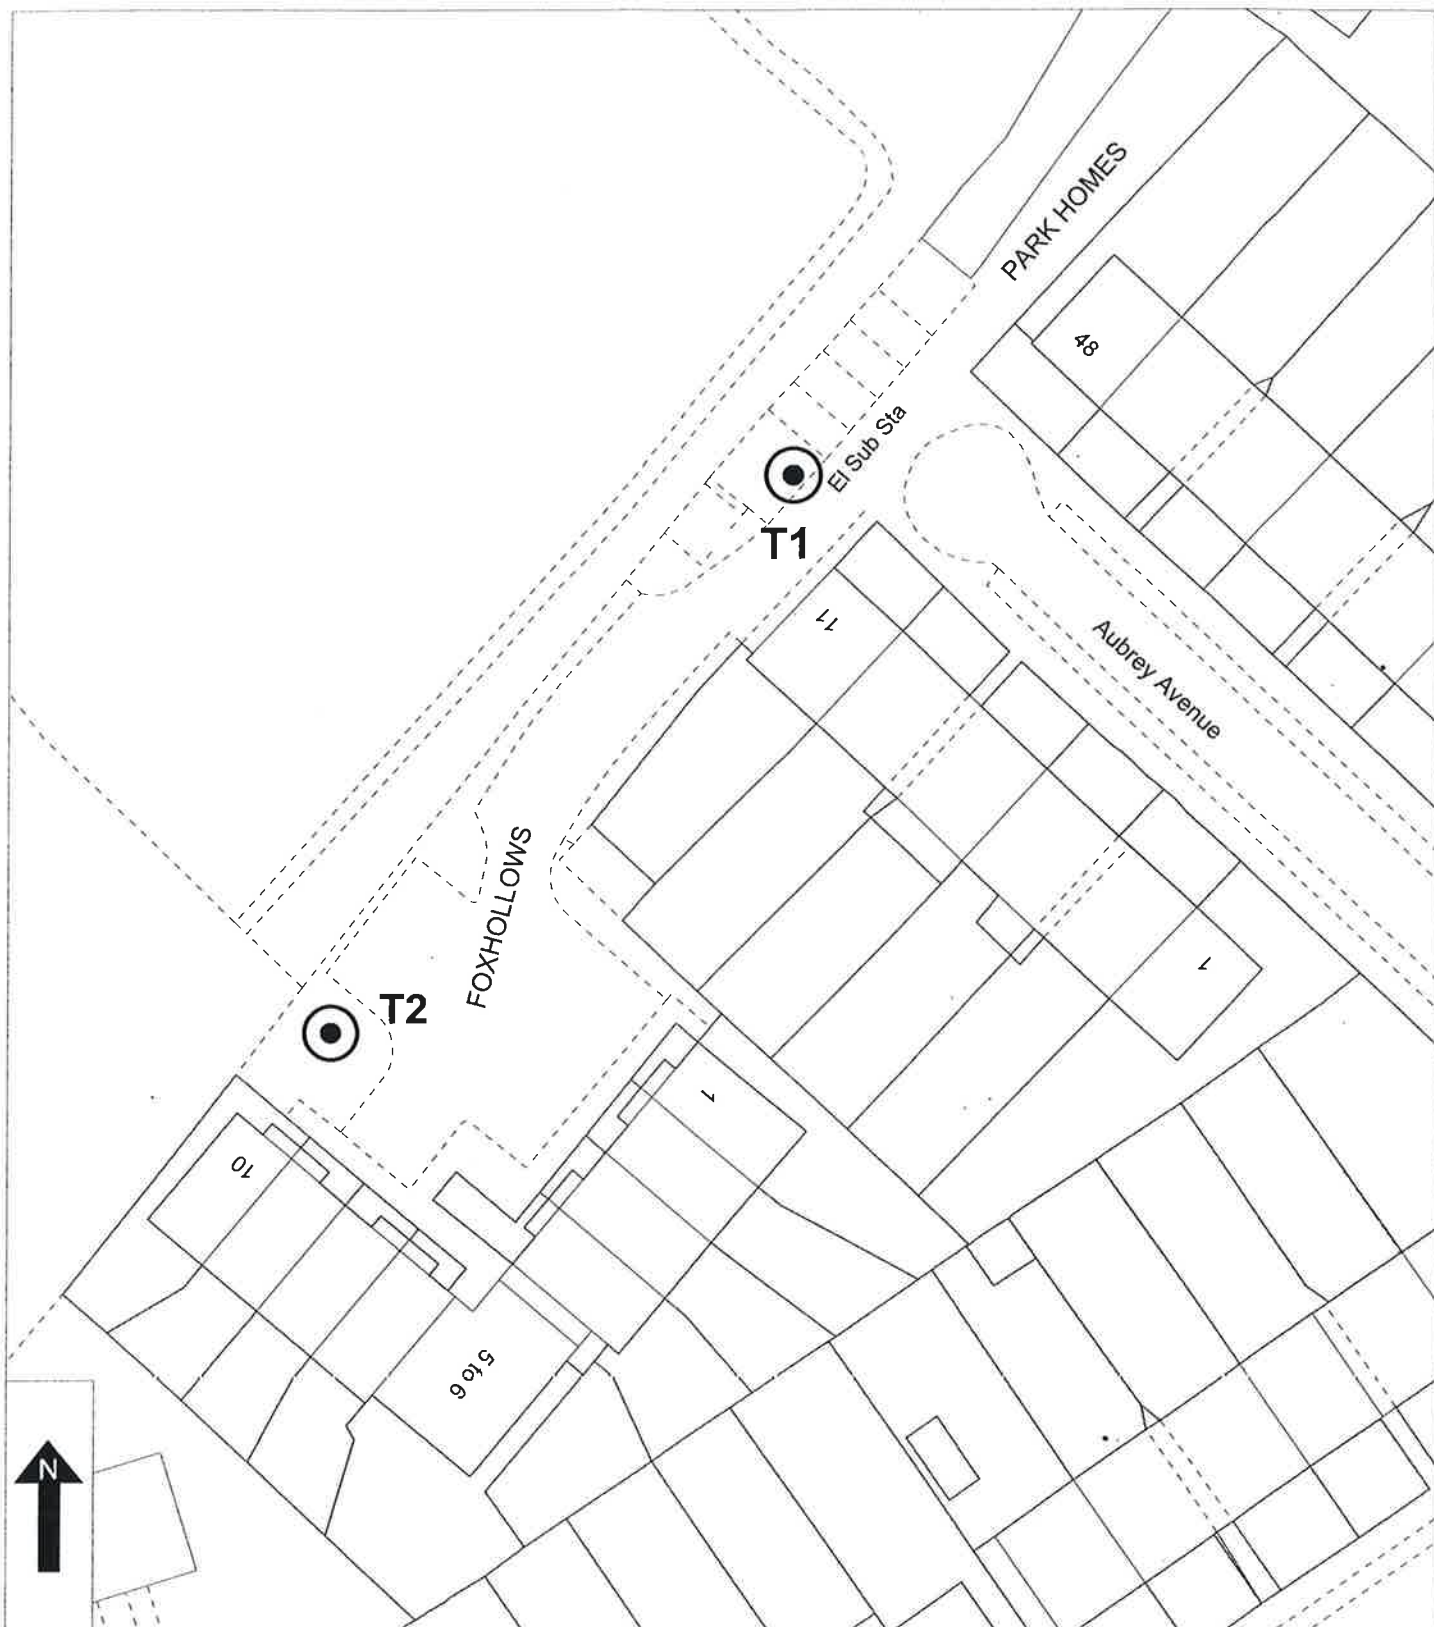 PARK HOMES
48
El Sub Sta
T1
11
Aubrey Avenue
FOXHOLLOWS
T2
1
1
10
5 to 6
N